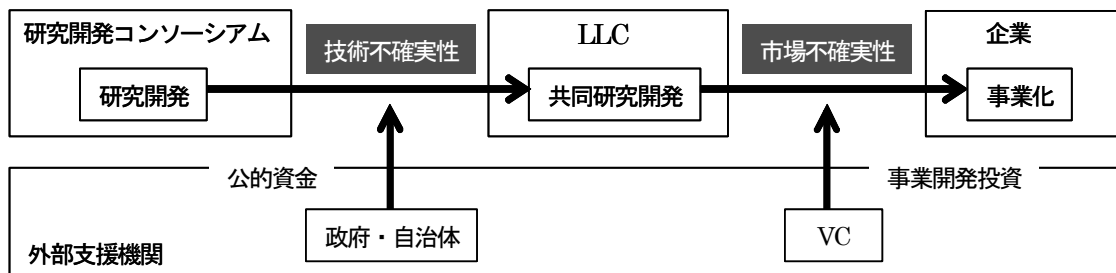 研究開発コンソーシアム
研究開発
技術不確実性
LLC
共同研究開発
市場不確実性
企業
事業化
公的資金
事業開発投資
政府・自治体
VC
外部支援機関